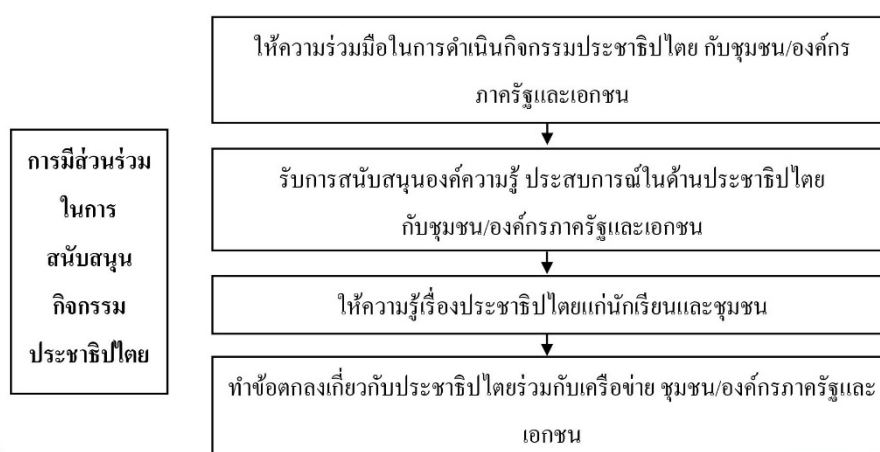 ให้ความร่วมมือในการดำเนินกิจกรรมประชาธิปไตย กับชุมชน/องค์กร
ภาครัฐและเอกชน
การมีส่วนร่วม
ในการ
สนับสนุน
กิจกรรม
ประชาธิปไตย
รับการสนับสนุนองค์ความรู้ ประสบการณ์ในด้านประชาธิปไตย
กับชุมชน/องค์กรภาครัฐและเอกชน
ให้ความรู้เรื่องประชาธิปไตยแก่นักเรียนและชุมชน
ทำข้อตกลงเกี่ยวกับประชาธิปไตยร่วมกับเครือข่าย ชุมชน/องค์กรภาครัฐและ
เอกชน